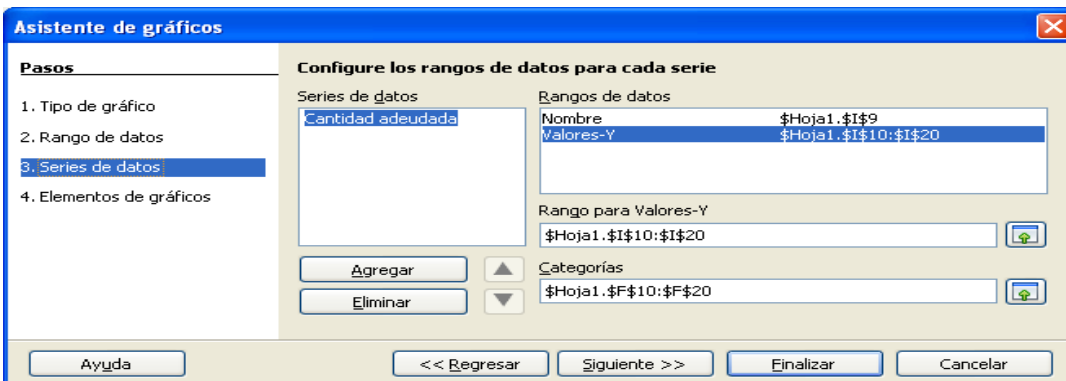 Asistente de gráficos
Pasos
1. Tipo de gráfico
2. Rango de datos
3. Series de datos
4. Elementos de gráficos
Configure los rangos de datos para cada serie
Series de datos
Cantidad adeudada
Agregar
Eliminar
Rangos de datos
Nombre $Hoja1.$I$9
Valores-Y $Hoja1.$I$10:$I$20
Rango para Valores-Y
$Hoja1.$I$10:$I$20
Categorías
$Hoja1.$F$10:$F$20
Ayuda << Regresar Siguiente >> Finalizar Cancelar